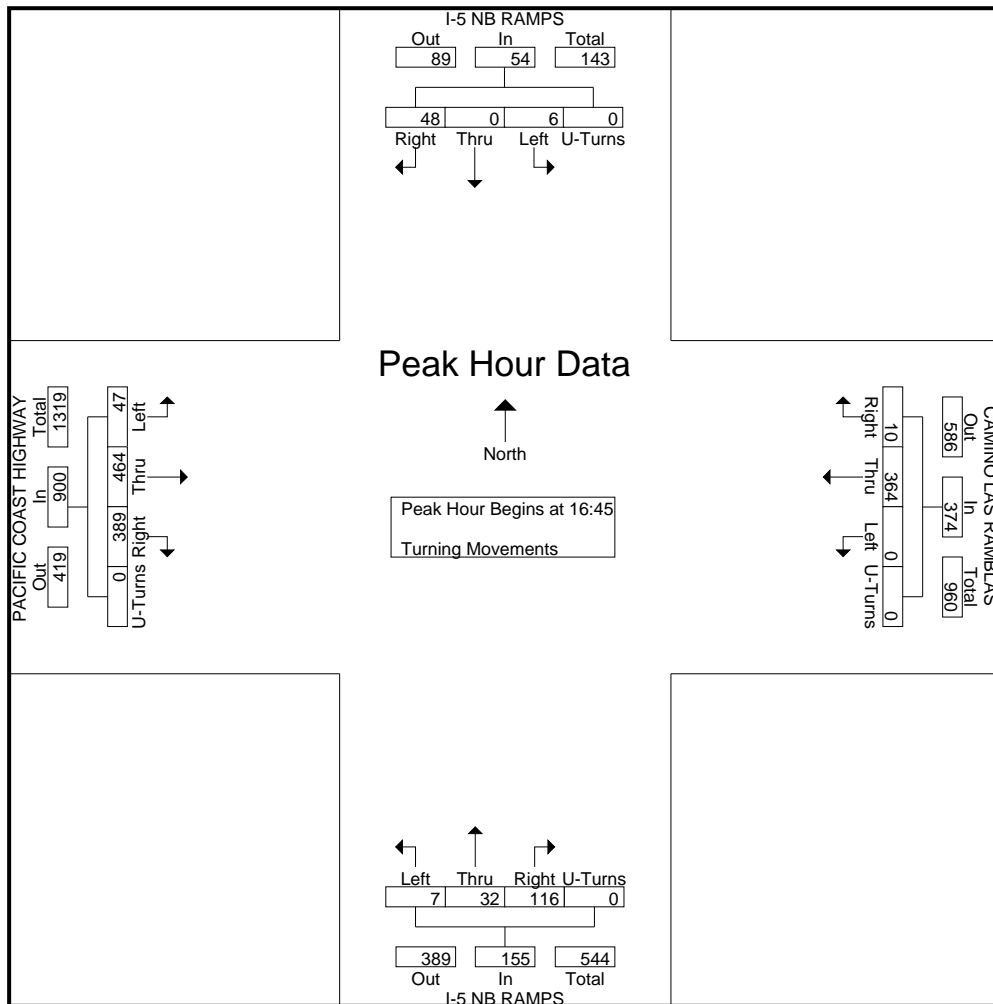 I-5 NB RAMPS
Out In Total
89 54 143
48 0 6 0
Right Thru Left U-Turns
Peak Hour Data
North
Peak Hour Begins at 16:45
Turning Movements
PACIFIC COAST HIGHWAY
Out In Total
419 900 1319
0 389 464 47
U-Turns Right Thru Left
CAMINO LAS RAMBLAS
Out In Total
586 374 960
10 364 0 0
Right Thru Left U-Turns
Left Thru Right U-Turns
7 32 116 0
389 155 544
Out In Total
I-5 NB RAMPS